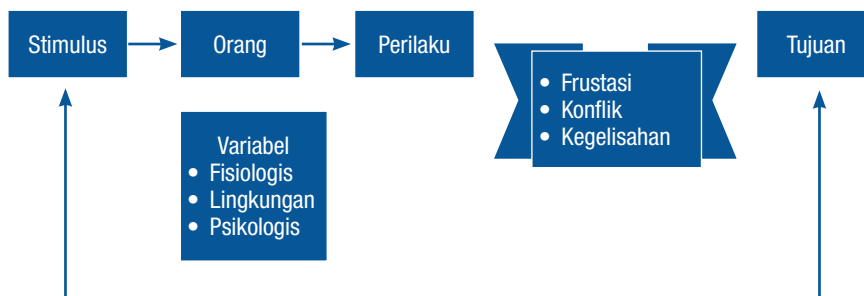 Stimulus
Orang
Perilaku
• Frustasi
• Konflik
• Kegelisahan
Tujuan
Variabel
• Fisiologis
• Lingkungan
• Psikologis